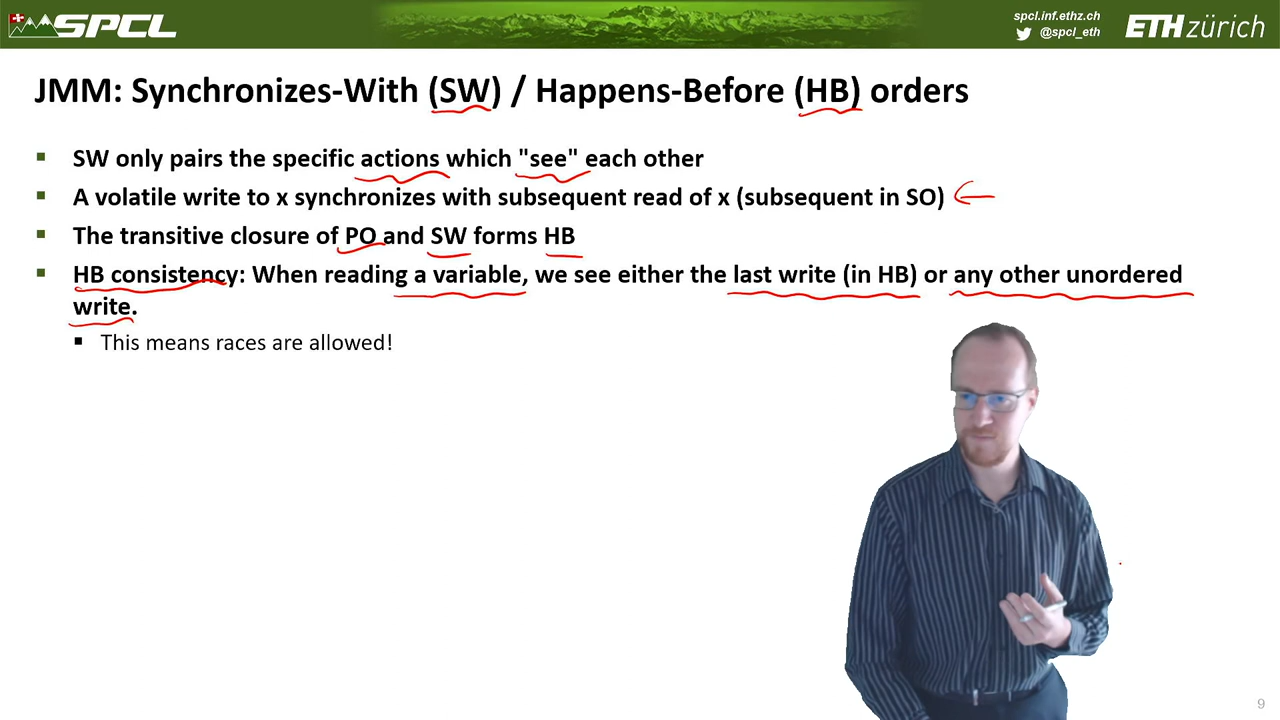 SPCL
spcl.inf.ethz.ch
@spcl_eth
ETH zürich
JMM: Synchronizes-With (SW) / Happens-Before (HB) orders
SW only pairs the specific actions which "see" each other
A volatile write to x synchronizes with subsequent read of x (subsequent in SO)
The transitive closure of PO and SW forms HB
HB consistency: When reading a variable, we see either the last write (in HB) or any other unordered
write.
This means races are allowed!
9